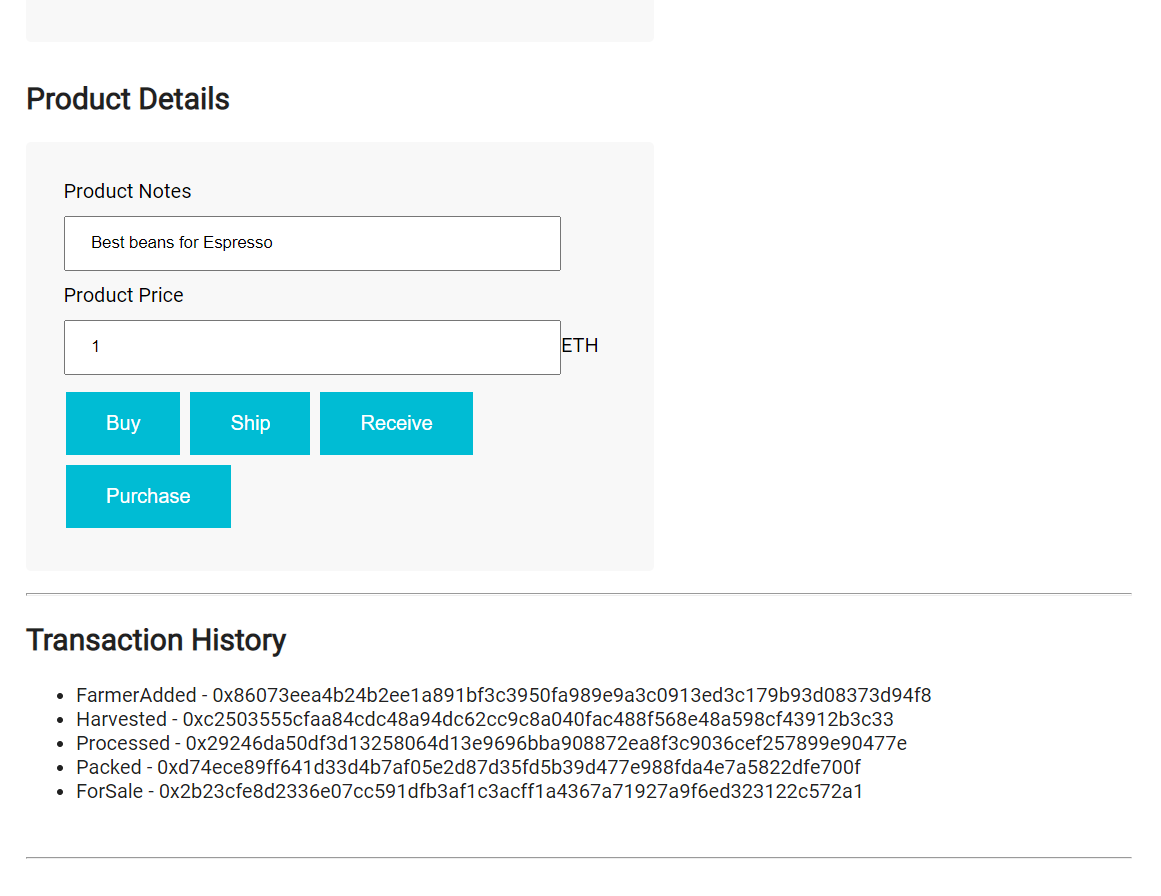 Product Details
Product Notes
Best beans for Espresso
Product Price
1 ETH
Buy Ship Receive
Purchase
Transaction History
• FarmerAdded - 0x86073eea4b24b2ee1a891bf3c3950fa989e9a3c0913ed3c179b93d08373d94f8
• Harvested - 0xc2503555cfaa84cdc48a94dc62cc9c8a040fac488f568e48a598cf43912b3c33
• Processed - 0x29246da50df3d13258064d13e9696bba908872ea8f3c9036cef257899e90477e
• Packed - 0xd74ece89ff641d33d4b7af05e2d87d35fd5b39d477e988fda4e7a5822dfe700f
• ForSale - 0x2b23cfe8d2336e07cc591dfb3af1c3acff1a4367a71927a9f6ed323122c572a1